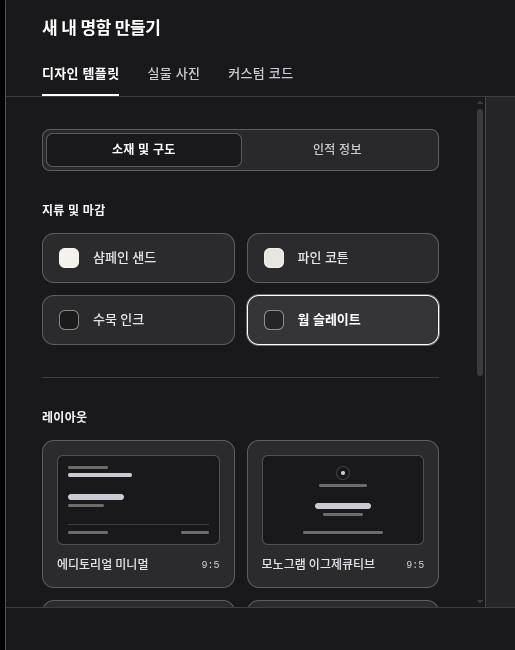 새 내 명함 만들기
디자인 템플릿 실물 사진 커스텀 코드
소재 및 구도 인적 정보
지류 및 마감
샴페인 샌드 파인 코튼
수묵 인크 웜 슬레이트
레이아웃
에디토리얼 미니멀 9:5 모노그램 이그제큐티브 9:5